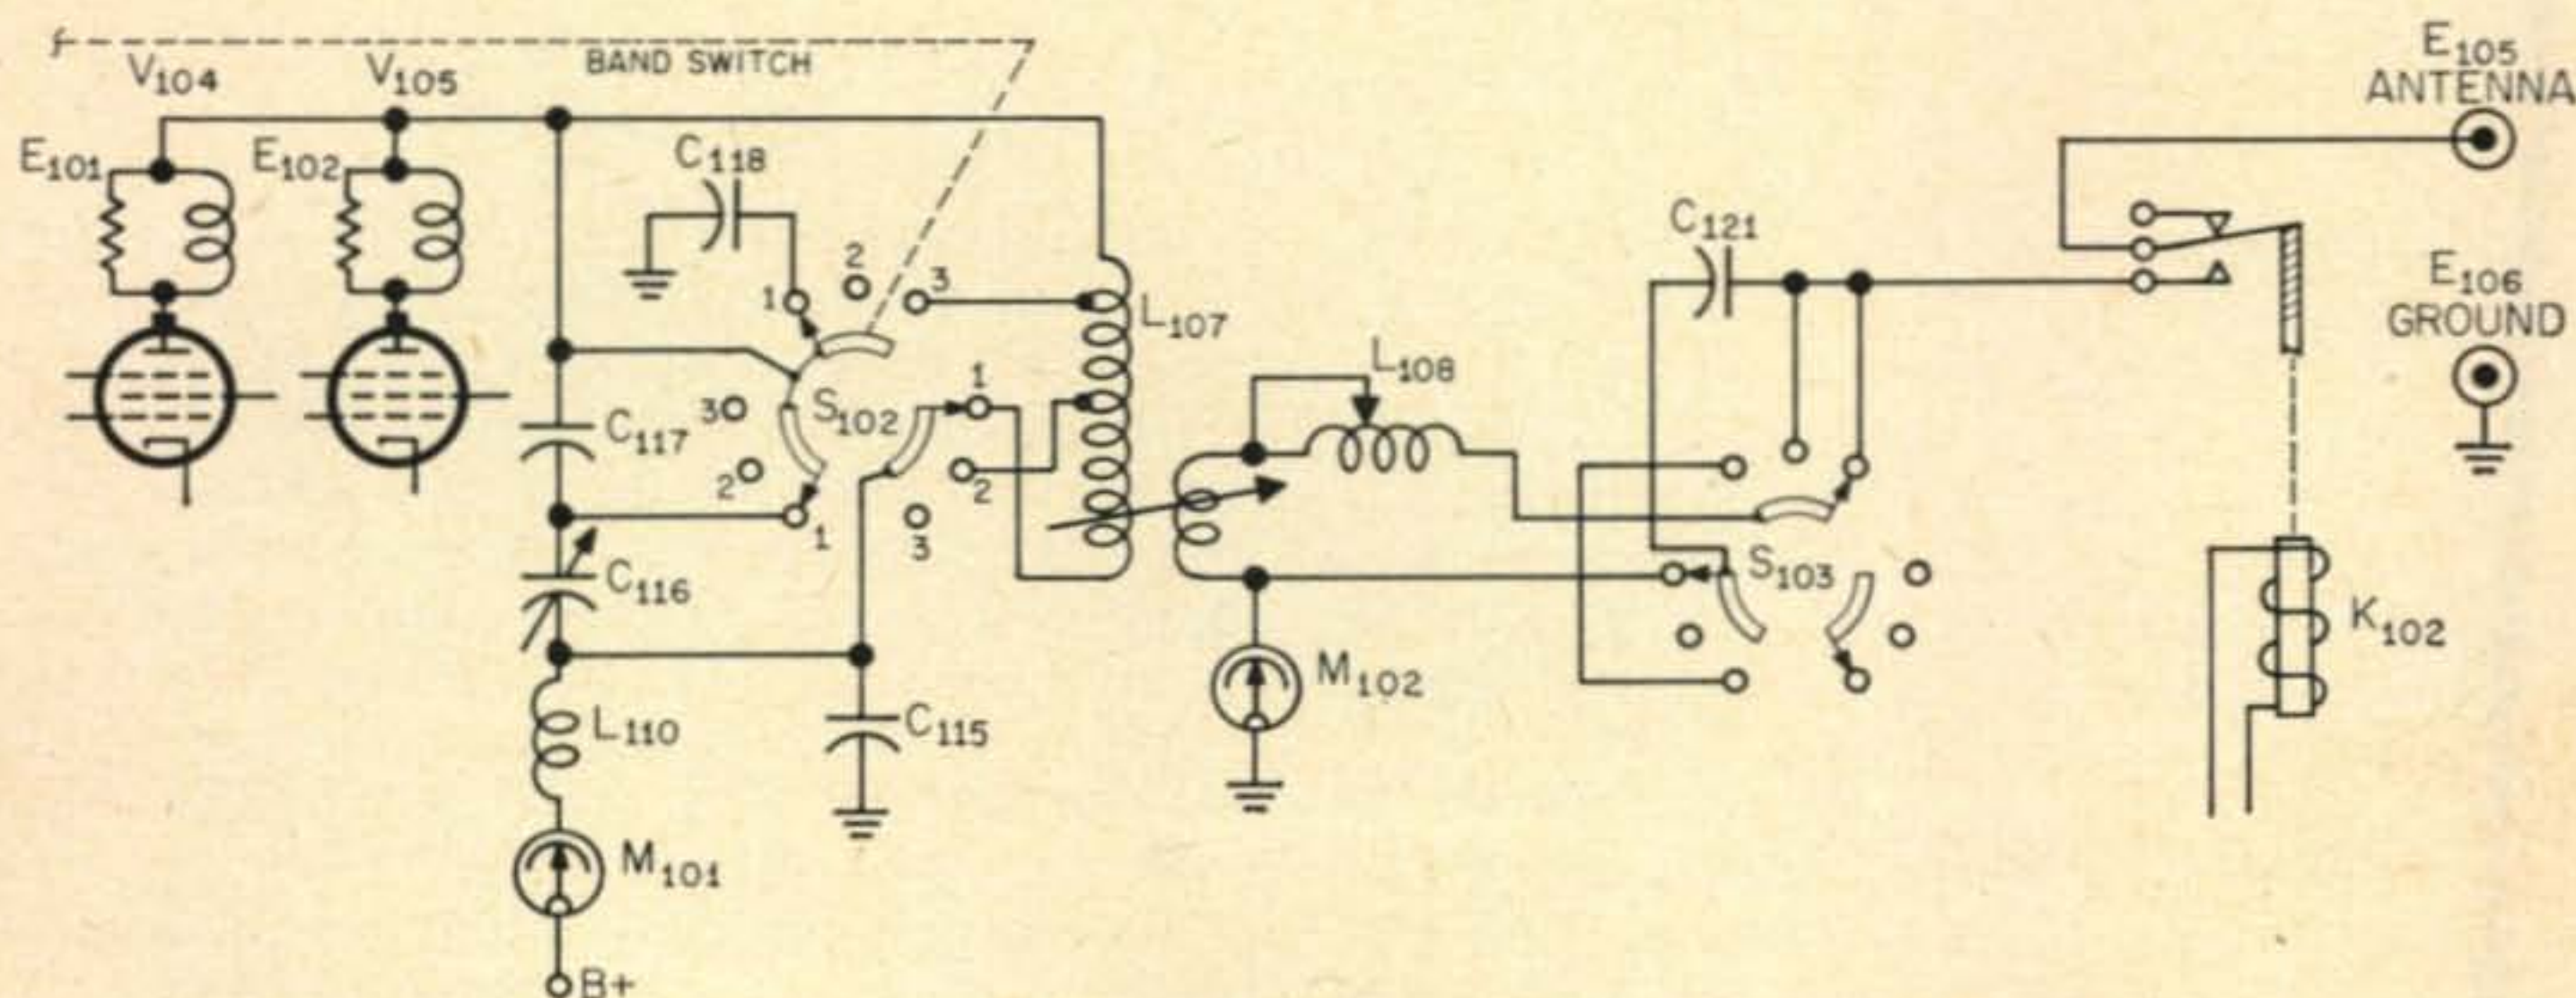 BAND SWITCH
V104
V105
E101
E102
C118
1
2
3
L107
C117
3
2
1
S102
1
2
3
C116
L110
C115
M101
B+
L108
M102
C121
S103
E105
ANTENNA
E106
GROUND
K102